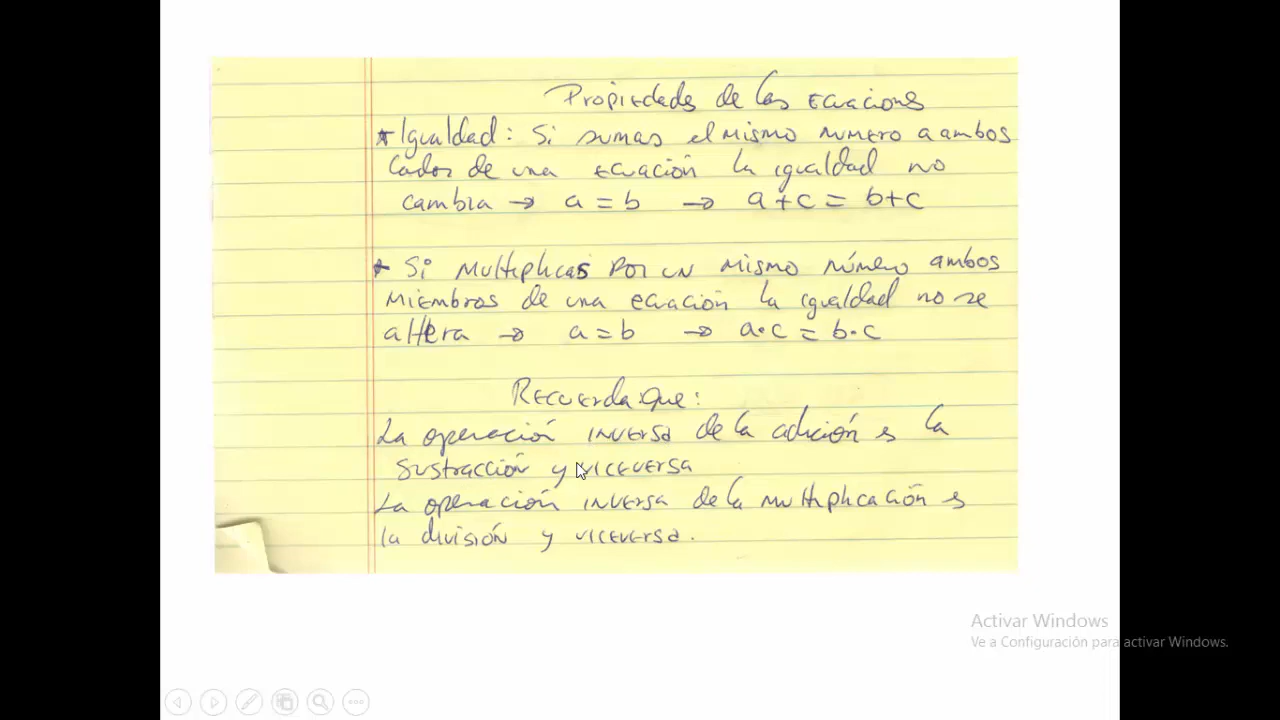 Propiedads de las Ecuaciones
* Igualdad: Si sumas el mismo numero a ambos
lados de una ecuación la igualdad no
cambia → a = b → a + c = b + c
* Si multiplicas por un mismo número ambos
miembros de una ecuación la igualdad no se
altera → a = b → a·c = b·c
Recuerda que:
La operación inversa de la adición es la
sustracción y viceversa
La operación inversa de la multiplicación es
la división y viceversa.
Activar Windows
Ve a Configuración para activar Windows.